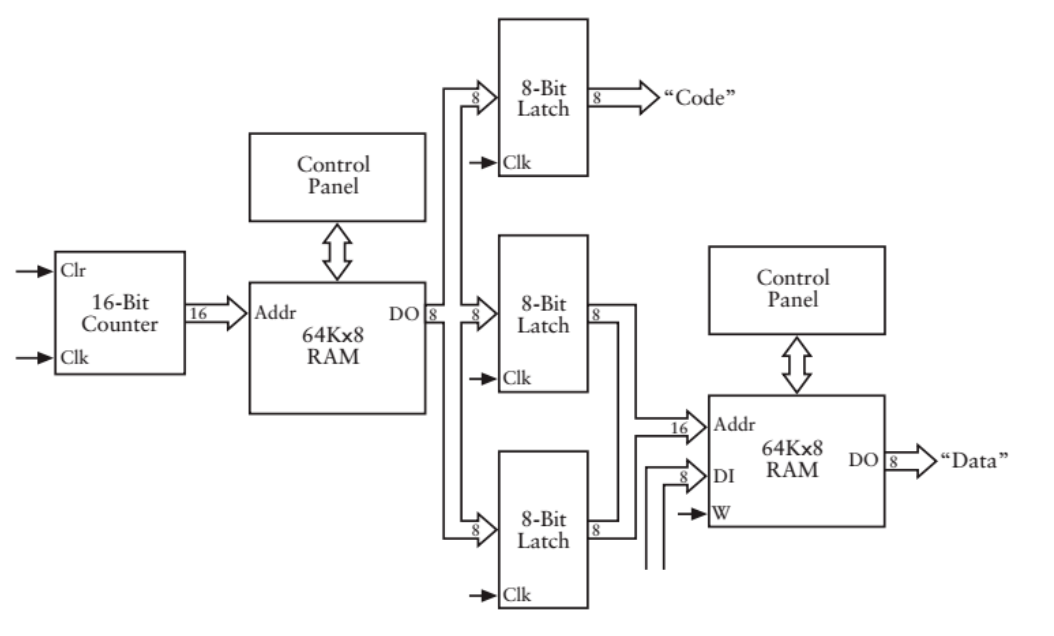 8-Bit
Latch
8
8
“Code”
Clk
Control
Panel
Clr
16-Bit
Counter
Clk
16
Addr
DO
8
64Kx8
RAM
8
8-Bit
Latch
8
Clk
Control
Panel
16
Addr
64Kx8
RAM
DO
8
“Data”
8
DI
W
8
8-Bit
Latch
8
Clk